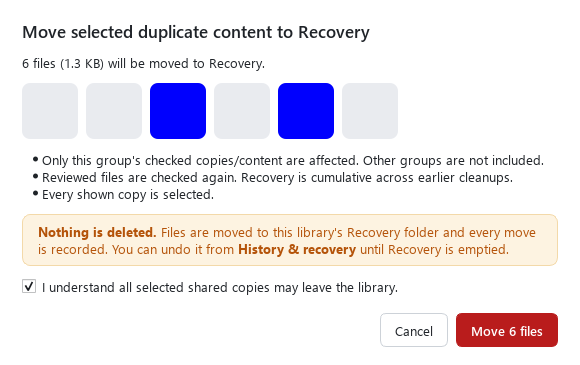 Move selected duplicate content to Recovery
6 files (1.3 KB) will be moved to Recovery.
• Only this group's checked copies/content are affected. Other groups are not included.
• Reviewed files are checked again. Recovery is cumulative across earlier cleanups.
• Every shown copy is selected.
Nothing is deleted. Files are moved to this library's Recovery folder and every move
is recorded. You can undo it from History & recovery until Recovery is emptied.
I understand all selected shared copies may leave the library.
Cancel
Move 6 files